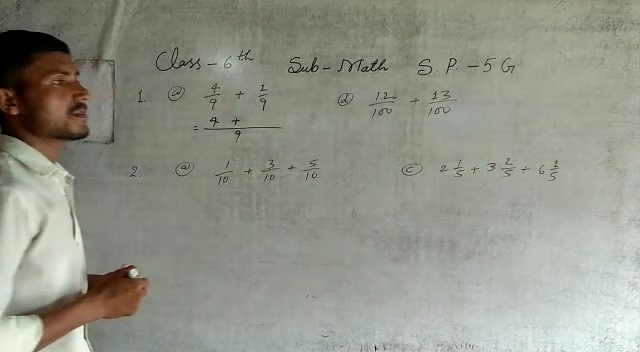 Class - 6th Sub - Math S. P. - 5 G
1. (a) 4/9 + 1/9 (d) 12/100 + 13/100
= 4 + / 9
2. (a) 1/10 + 3/10 + 5/10 (c) 2 1/5 + 3 2/5 + 6 1/5